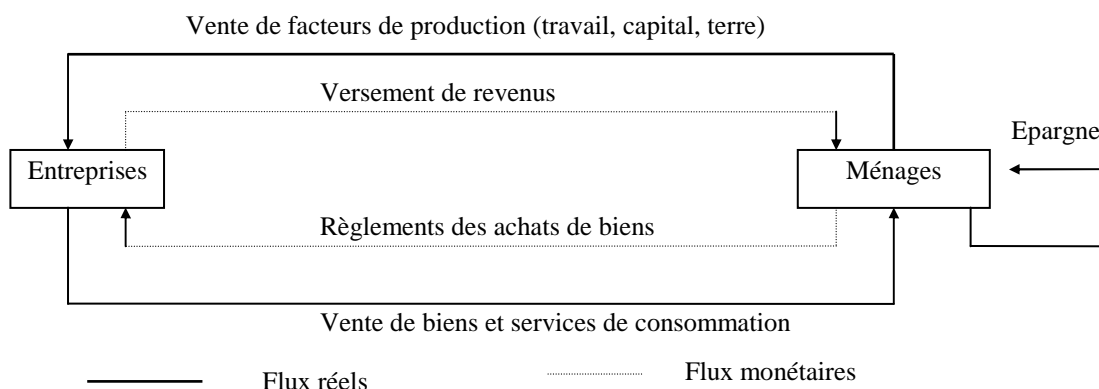 Vente de facteurs de production (travail, capital, terre)
Versement de revenus
Epargne
Entreprises
Ménages
Règlements des achats de biens
Vente de biens et services de consommation
Flux réels
Flux monétaires